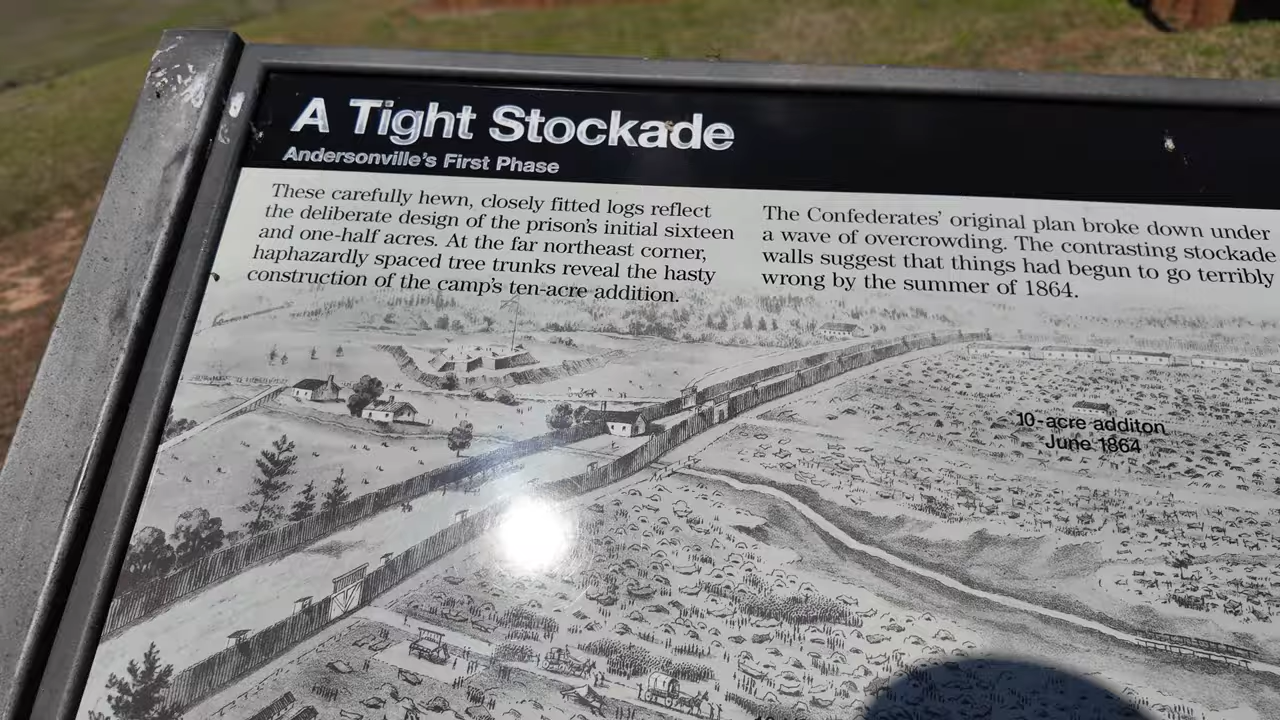 A Tight Stockade
Andersonville's First Phase
These carefully hewn, closely fitted logs reflect
the deliberate design of the prison's initial sixteen
and one-half acres. At the far northeast corner,
haphazardly spaced tree trunks reveal the hasty
construction of the camp's ten-acre addition.
The Confederates' original plan broke down under
a wave of overcrowding. The contrasting stockade
walls suggest that things had begun to go terribly
wrong by the summer of 1864.
10-acre additon
June 1864